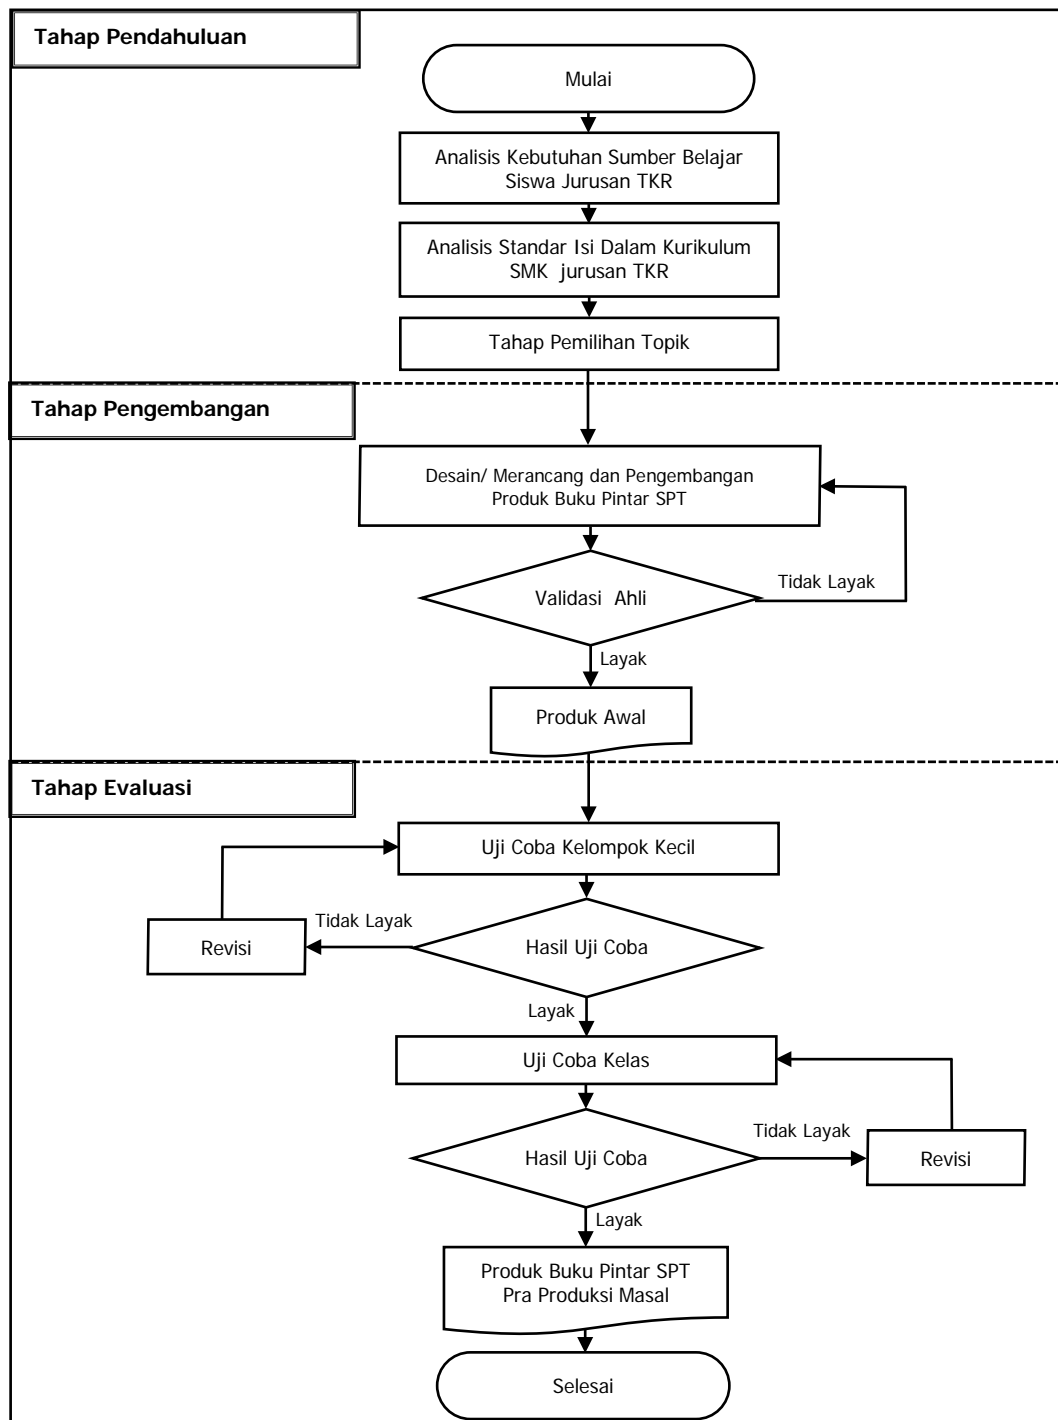 Tahap Pendahuluan
Mulai
Analisis Kebutuhan Sumber Belajar
Siswa Jurusan TKR
Analisis Standar Isi Dalam Kurikulum
SMK jurusan TKR
Tahap Pemilihan Topik
Tahap Pengembangan
Desain/ Merancang dan Pengembangan
Produk Buku Pintar SPT
Validasi Ahli
Tidak Layak
Layak
Produk Awal
Tahap Evaluasi
Uji Coba Kelompok Kecil
Tidak Layak
Revisi
Hasil Uji Coba
Layak
Uji Coba Kelas
Hasil Uji Coba
Tidak Layak
Revisi
Layak
Produk Buku Pintar SPT
Pra Produksi Masal
Selesai